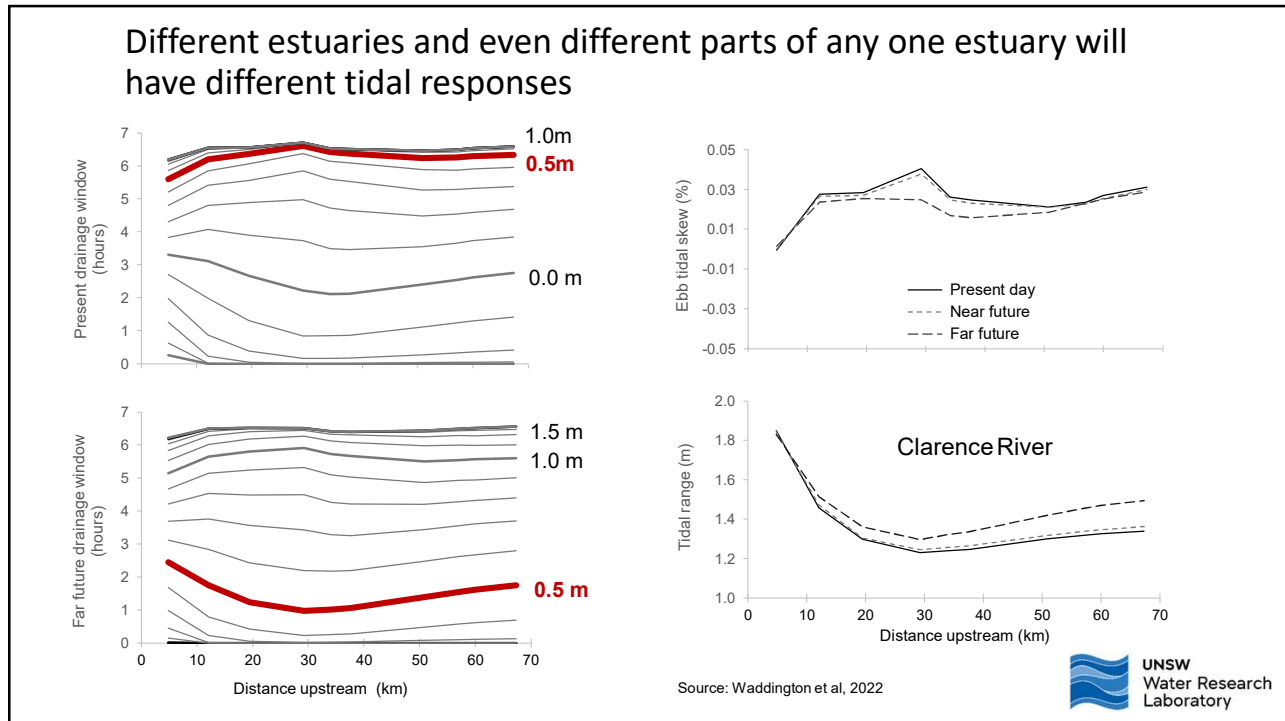 Different estuaries and even different parts of any one estuary will
have different tidal responses
Present drainage window
(hours)
7
6
5
4
3
2
1
0
1.0m
0.5m
0.0 m
Far future drainage window
(hours)
7
6
5
4
3
2
1
0
1.5 m
1.0 m
0.5 m
0 10 20 30 40 50 60 70
Distance upstream (km)
Ebb tidal skew (%)
0.05
0.03
0.01
-0.01
-0.03
-0.05
Present day
Near future
Far future
Tidal range (m)
2.0
1.8
1.6
1.4
1.2
1.0
Clarence River
0 10 20 30 40 50 60 70
Distance upstream (km)
Source: Waddington et al, 2022
UNSW
Water Research
Laboratory